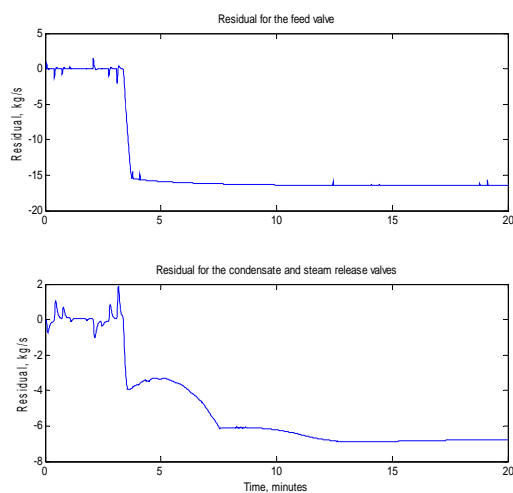 Residual for the feed valve
5
0
-5
-10
-15
-20
Residual, kg/s
0 5 10 15 20
Residual for the condensate and steam release valves
2
0
-2
-4
-6
-8
Residual, kg/s
0 5 10 15 20
Time, minutes